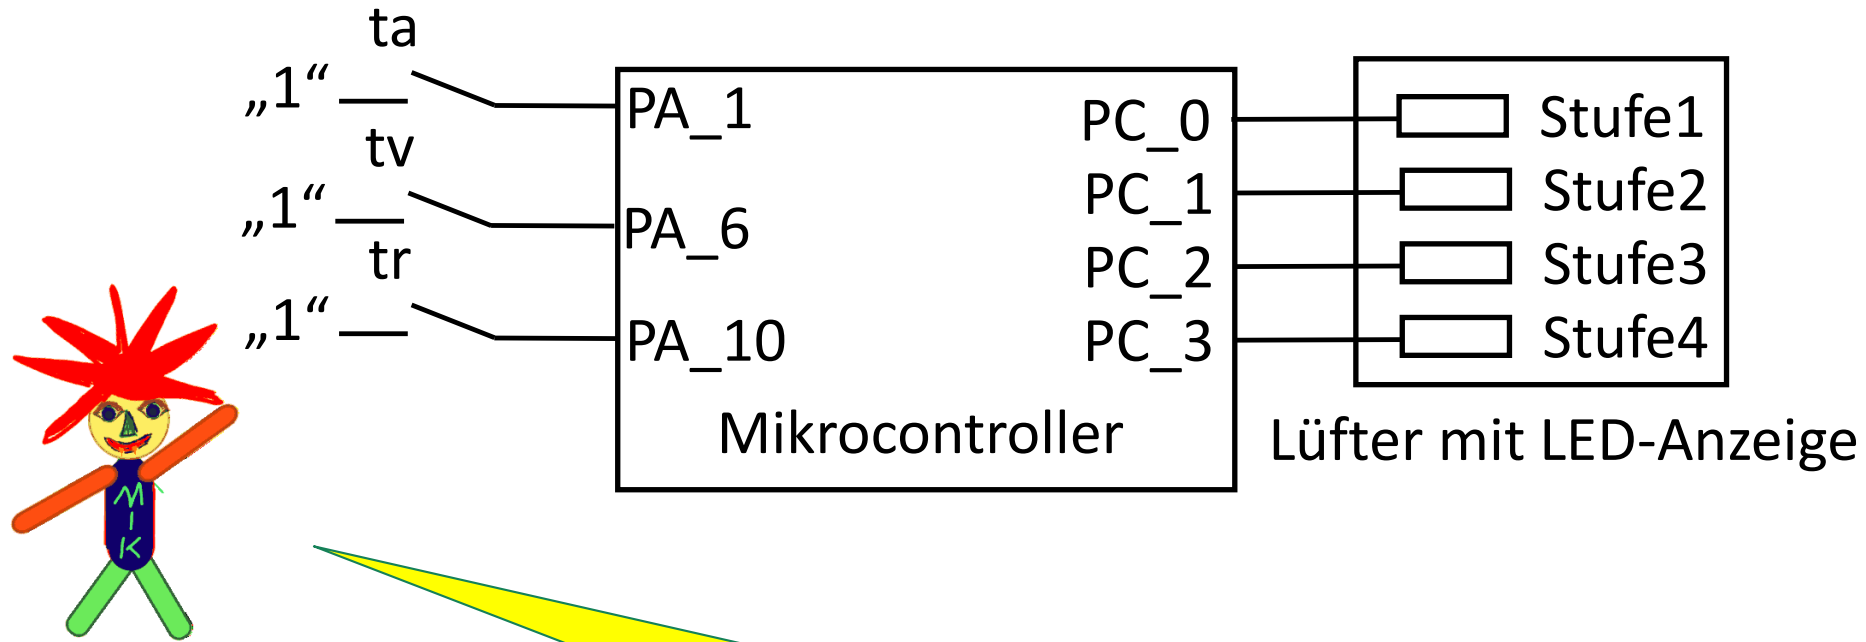 ta
„1“
PA_1
tv
„1“
PA_6
tr
„1“
PA_10
PC_0
PC_1
PC_2
PC_3
Stufe1
Stufe2
Stufe3
Stufe4
Mikrocontroller
Lüfter mit LED-Anzeige
M
I
K